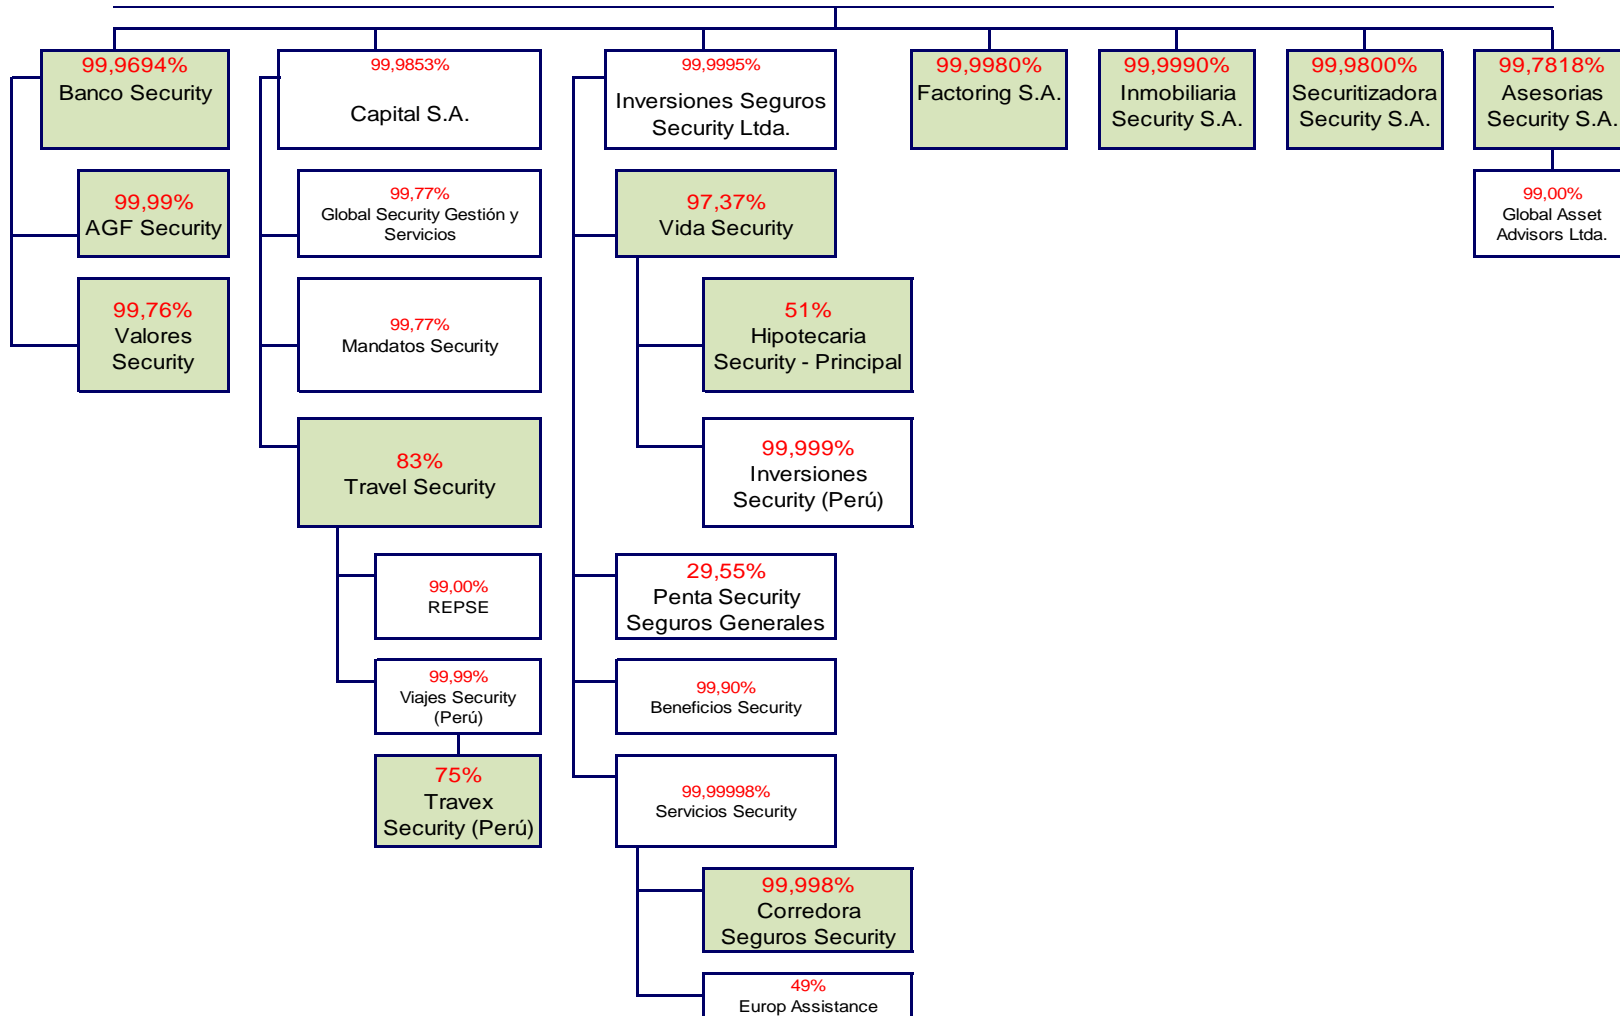 99,9694%
Banco Security
99,9853%
Capital S.A.
99,9995%
Inversiones Seguros
Security Ltda.
99,9980%
Factoring S.A.
99,9990%
Inmobiliaria
Security S.A.
99,9800%
Securitizadora
Security S.A.
99,7818%
Asesorias
Security S.A.
99,99%
AGF Security
99,77%
Global Security Gestión y
Servicios
97,37%
Vida Security
99,00%
Global Asset
Advisors Ltda.
99,76%
Valores
Security
99,77%
Mandatos Security
51%
Hipotecaria
Security - Principal
83%
Travel Security
99,999%
Inversiones
Security (Perú)
99,00%
REPSE
29,55%
Penta Security
Seguros Generales
99,99%
Viajes Security
(Perú)
99,90%
Beneficios Security
75%
Travex
Security (Perú)
99,99998%
Servicios Security
99,998%
Corredora
Seguros Security
49%
Europ Assistance